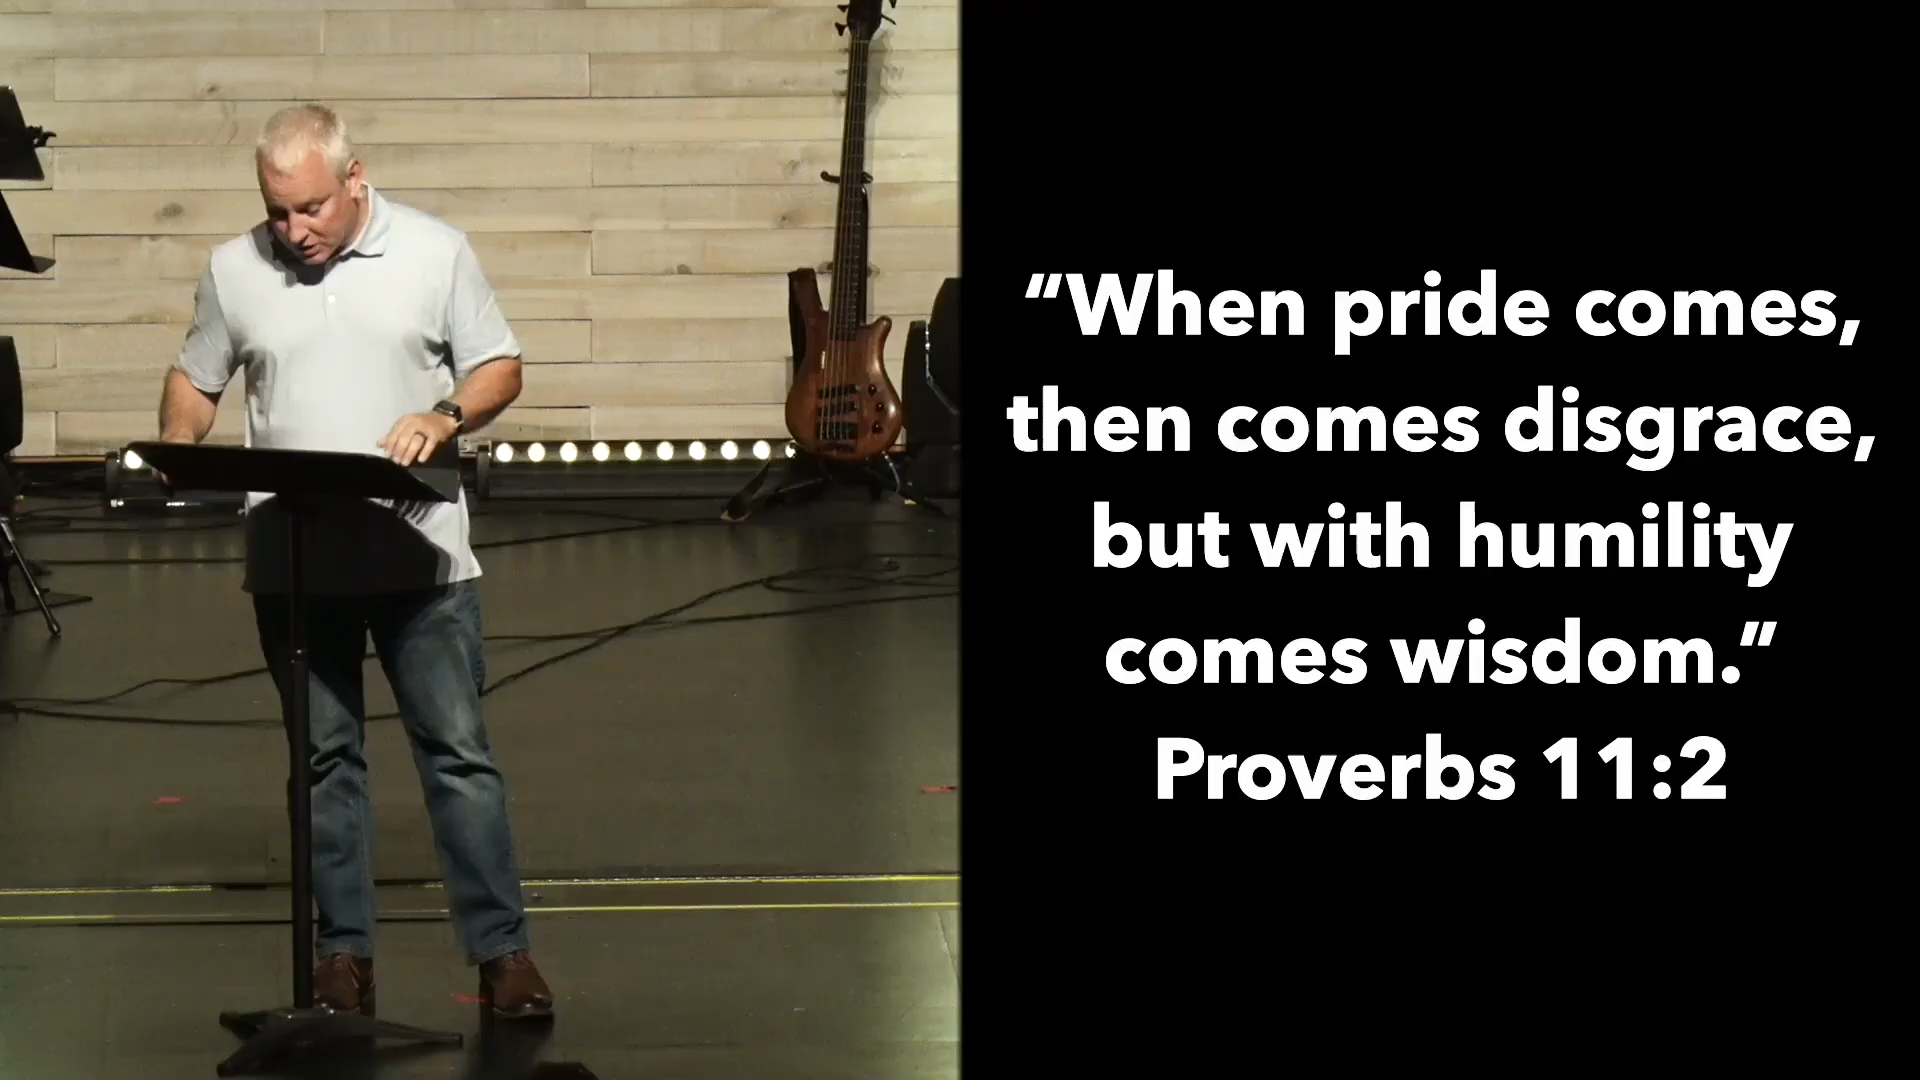 “When pride comes,
then comes disgrace,
but with humility
comes wisdom.”
Proverbs 11:2